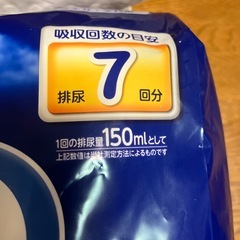 吸収回数の目安
排尿7回分
1回の排尿量150mlとして
上記数値は当社測定方法によるものです